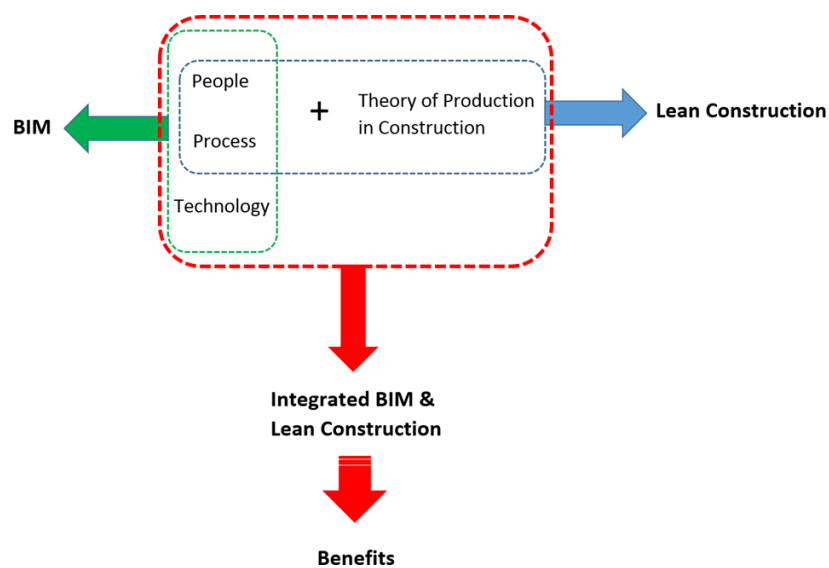 People
+
Theory of Production
in Construction
Process
Technology
BIM
Lean Construction
Integrated BIM &
Lean Construction
Benefits